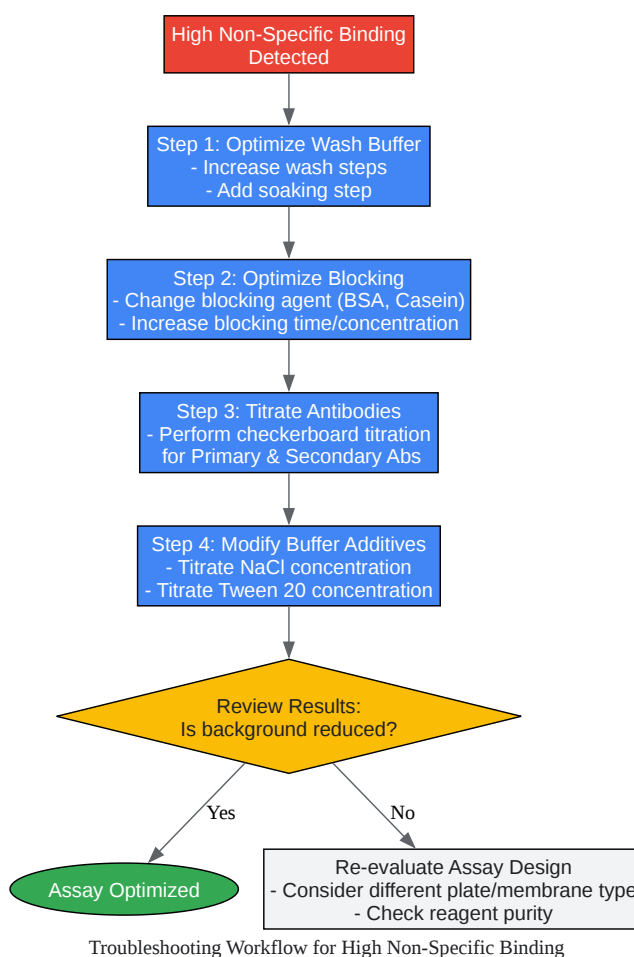 High Non-Specific Binding
Detected
Step 1: Optimize Wash Buffer
- Increase wash steps
- Add soaking step
Step 2: Optimize Blocking
- Change blocking agent (BSA, Casein)
- Increase blocking time/concentration
Step 3: Titrate Antibodies
- Perform checkerboard titration
for Primary & Secondary Abs
Step 4: Modify Buffer Additives
- Titrate NaCl concentration
- Titrate Tween 20 concentration
Review Results:
Is background reduced?
Yes
No
Assay Optimized
Re-evaluate Assay Design
- Consider different plate/membrane type
- Check reagent purity
Troubleshooting Workflow for High Non-Specific Binding